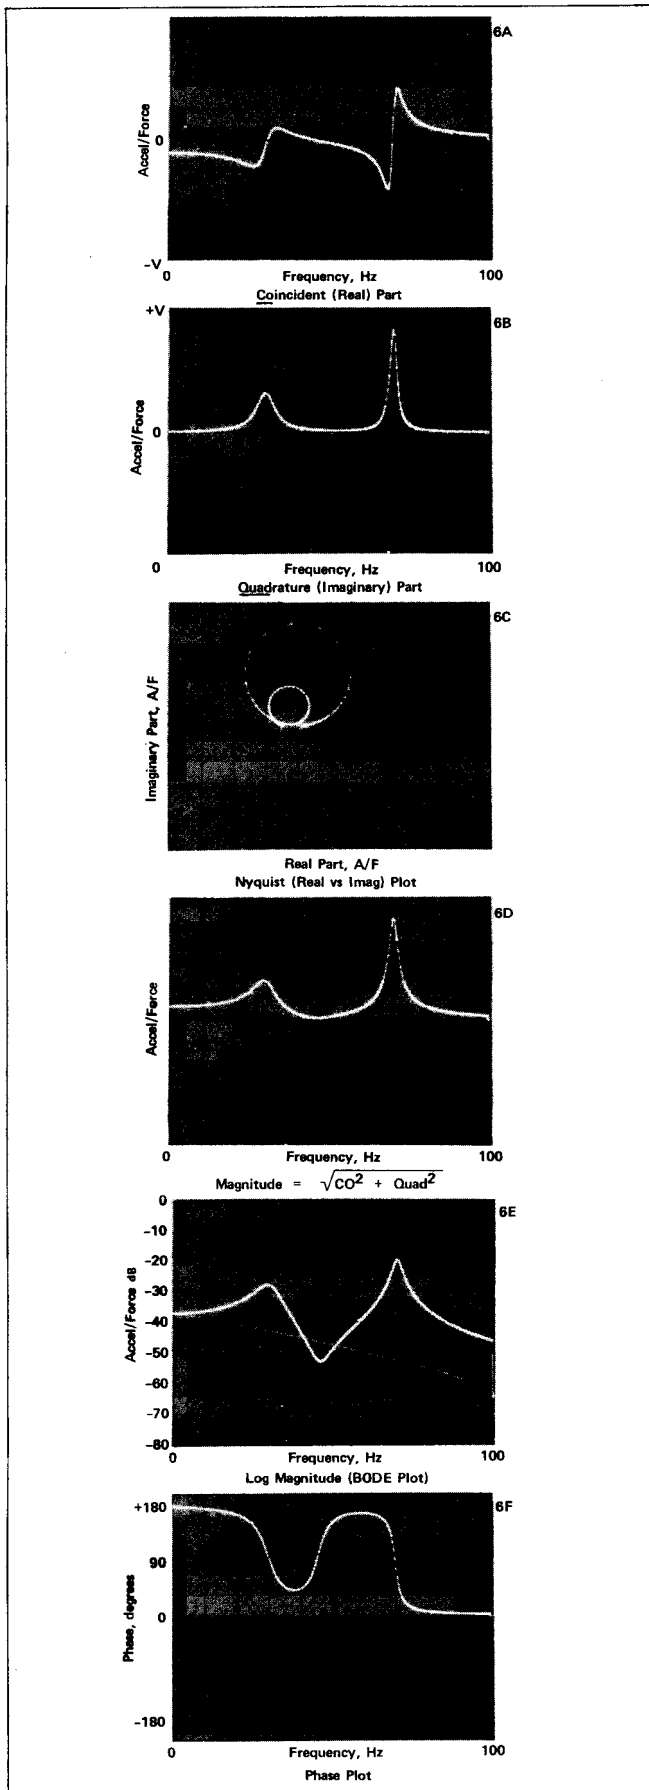 6A
Accel/Force
0
-V
0
100
Frequency, Hz
Coincident (Real) Part
+V
6B
Accel/Force
0
0
100
Frequency, Hz
Quadrature (Imaginary) Part
6C
Imaginary Part, A/F
Real Part, A/F
Nyquist (Real vs Imag) Plot
6D
Accel/Force
0
100
Frequency, Hz
Magnitude = √CO² + Quad²
0
6E
-10
-20
-30
-40
-50
-60
-70
-80
Accel/Force dB
0
100
Frequency, Hz
Log Magnitude (BODE Plot)
+180
6F
90
0
-180
Phase, degrees
0
100
Frequency, Hz
Phase Plot